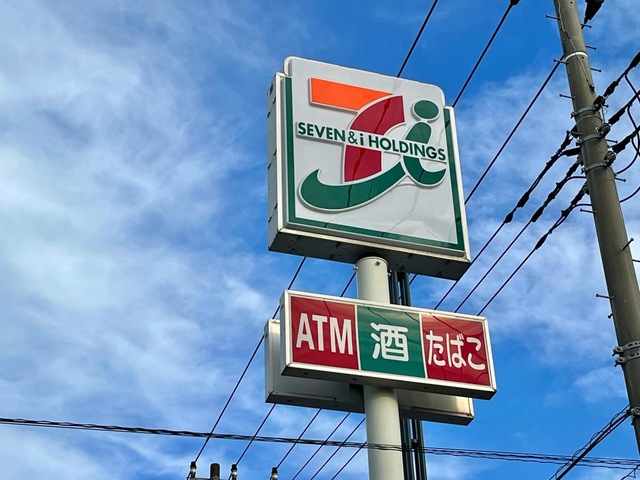 SEVEN&i HOLDINGS
ATM 酒 たばこ